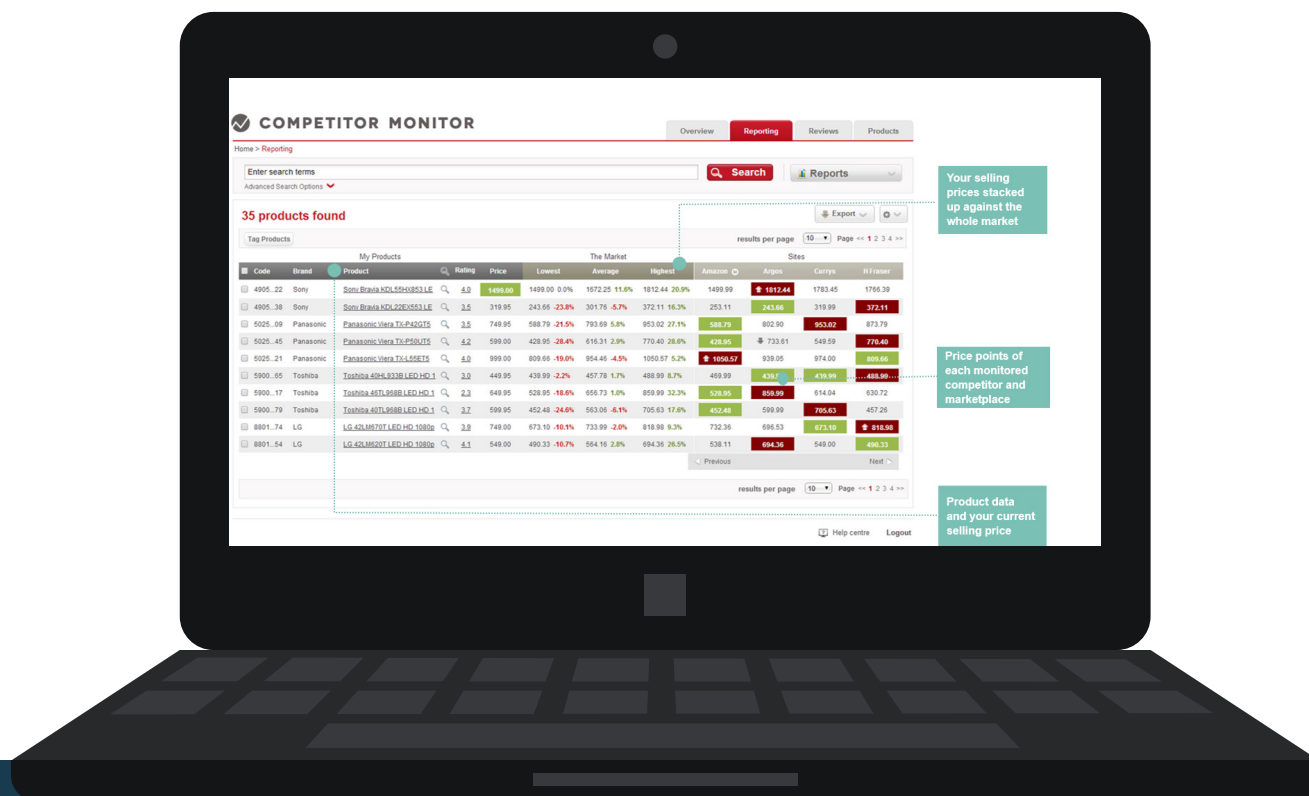 COMPETITOR MONITOR
Overview Reporting Reviews Products
Home > Reporting
Enter search terms Search Reports
Advanced Search Options
35 products found Export
Tag Products results per page 10 Page << 1 2 3 4 >>
My Products The Market Sites
Code Brand Product Rating Price Lowest Average Highest Amazon Argos Currys H Fraser
4905..22 Sony Sony Bravia KDL55HX853 LE 4.0 1499.00 1499.00 0.0% 1672.25 11.6% 1812.44 20.9% 1499.99 1812.44 1783.45 1766.39
4905..38 Sony Sony Bravia KDL22EX553 LE 3.5 319.95 243.66 -23.8% 301.76 -5.7% 372.11 16.3% 253.11 243.66 319.99 372.11
5025..09 Panasonic Panasonic Viera TX-P42GT5 3.5 749.95 588.79 -21.5% 793.69 5.8% 953.02 27.1% 588.79 802.90 953.02 873.79
5025..45 Panasonic Panasonic Viera TX-P50UT5 4.2 599.00 428.95 -28.4% 616.31 2.9% 770.40 28.6% 428.95 733.61 549.59 770.40
5025..21 Panasonic Panasonic Viera TX-L55ET5 4.0 999.00 809.66 -19.0% 954.46 -4.5% 1050.57 5.2% 1050.57 939.05 974.00 809.66
5900..65 Toshiba Toshiba 40HL933B LED HD 1 3.0 449.95 439.99 -2.2% 457.78 1.7% 488.99 8.7% 469.99 439.99 488.99
5900..17 Toshiba Toshiba 46TL968B LED HD 1 2.3 649.95 528.95 -18.6% 656.73 1.0% 859.99 32.3% 528.95 859.99 614.04 630.72
5900..79 Toshiba Toshiba 40TL968B LED HD 1 3.7 599.95 452.48 -24.6% 563.06 -6.1% 705.63 17.6% 452.48 599.99 705.63 457.26
8801..74 LG LG 42LM670T LED HD 1080p 3.9 749.00 673.10 -10.1% 733.99 -2.0% 818.98 9.3% 732.36 696.53 673.10 818.98
8801..54 LG LG 42LM620T LED HD 1080p 4.1 549.00 490.33 -10.7% 564.16 2.8% 694.36 26.5% 538.11 694.36 549.00 490.33
Previous Next
results per page 10 Page << 1 2 3 4 >>
Help centre Logout
Your selling
prices stacked
up against the
whole market
Price points of
each monitored
competitor and
marketplace
Product data
and your current
selling price